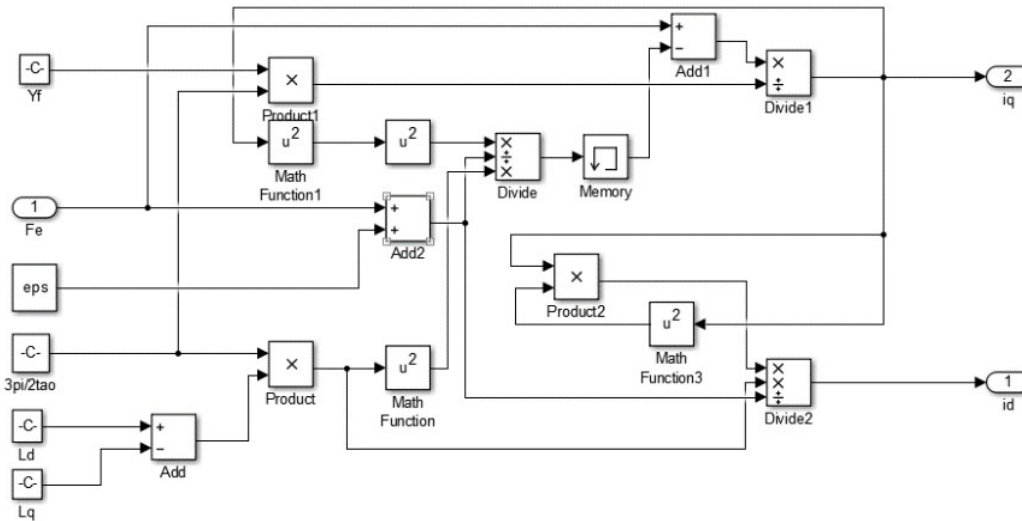 +
−
Add1
-C-
Yf
×
Product1
×
÷
Divide1
2
iq
u²
Math
Function1
u²
×
÷
×
Divide
Memory
1
Fe
+
+
Add2
eps
×
Product2
u²
Math
Function3
-C-
3pi/2tao
×
Product
u²
Math
Function
×
×
÷
Divide2
1
id
-C-
Ld
+
−
Add
-C-
Lq